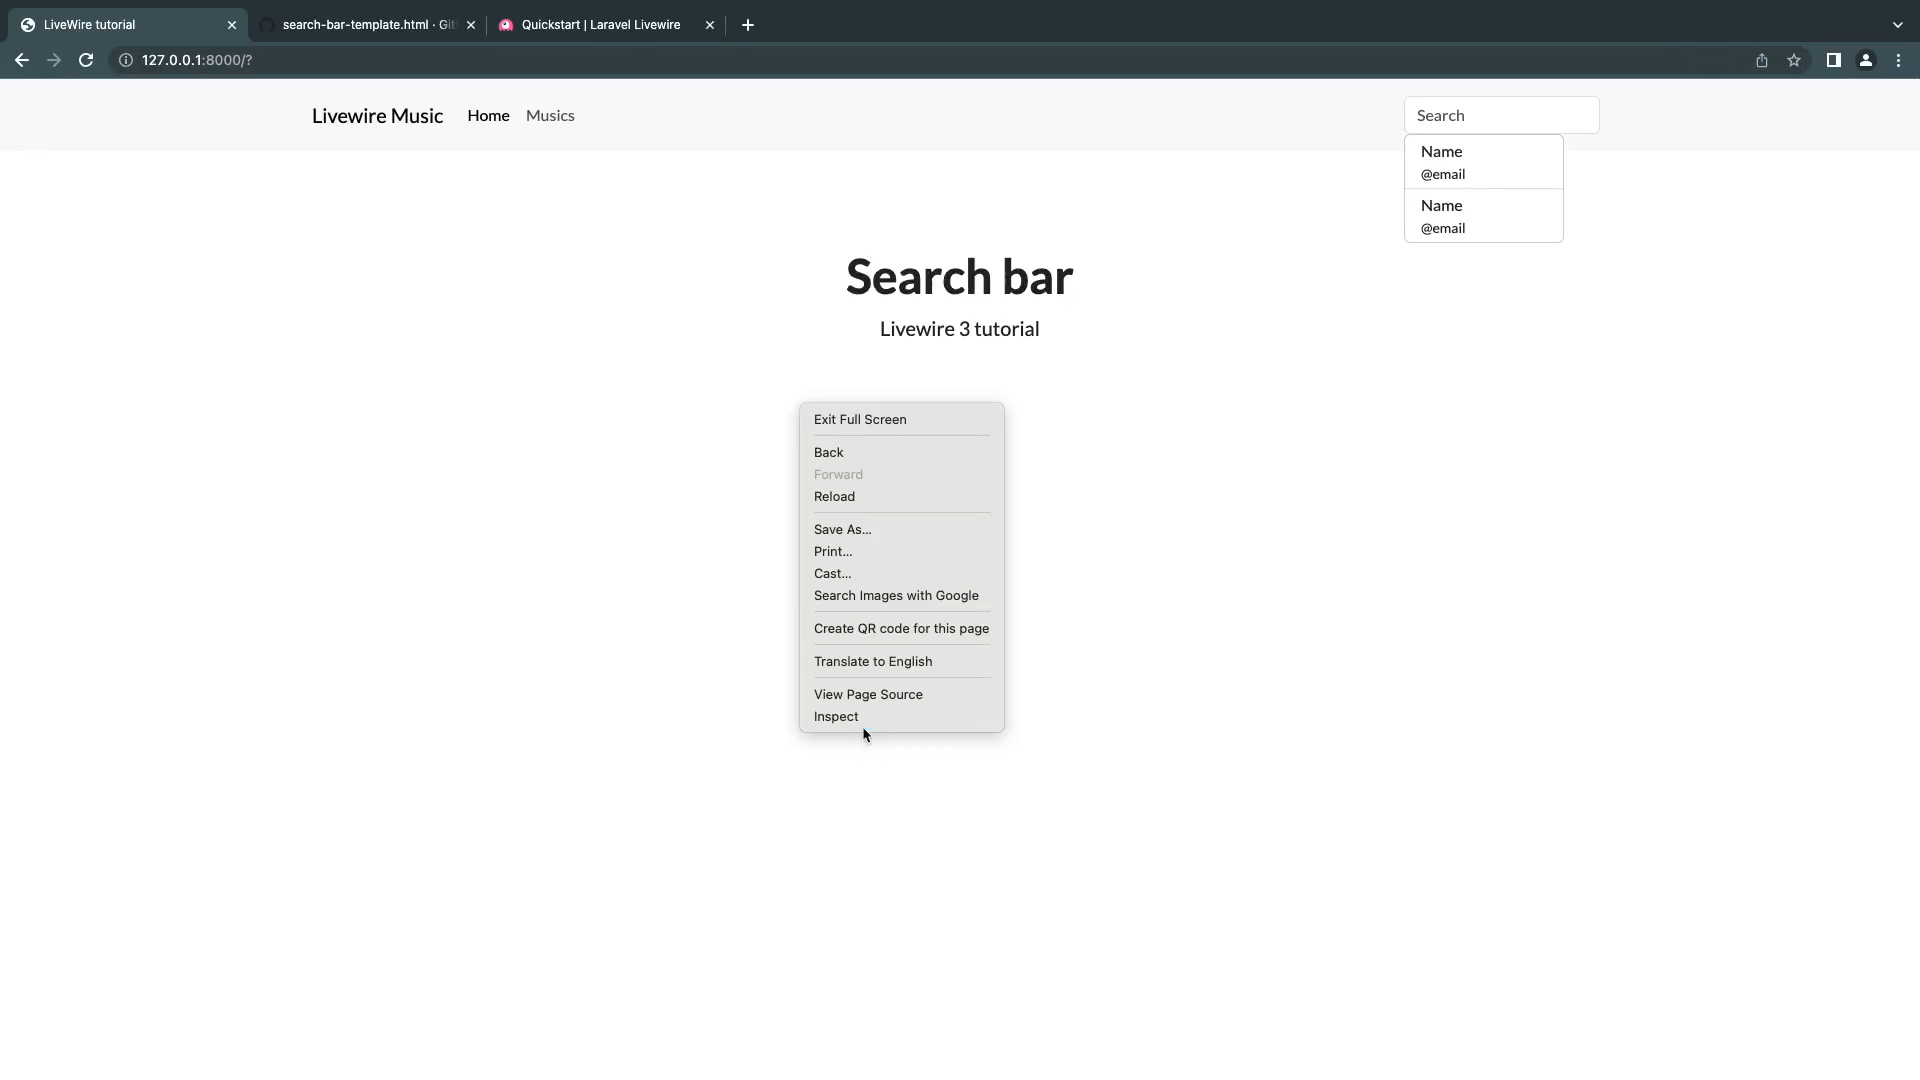 LiveWire tutorial
search-bar-template.html · Git
Quickstart | Laravel Livewire
127.0.0.1:8000/?
Livewire Music
Home
Musics
Search
Name
@email
Name
@email
Search bar
Livewire 3 tutorial
Exit Full Screen
Back
Forward
Reload
Save As...
Print...
Cast...
Search Images with Google
Create QR code for this page
Translate to English
View Page Source
Inspect